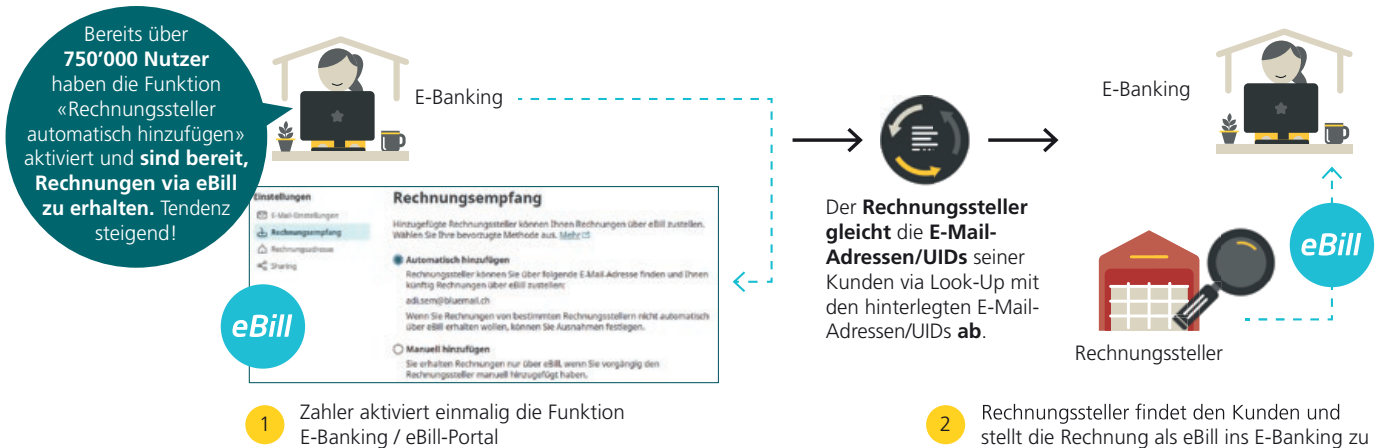 Bereits über
750’000 Nutzer
haben die Funktion
«Rechnungssteller
automatisch hinzufügen»
aktiviert und sind bereit,
Rechnungen via eBill
zu erhalten. Tendenz
steigend!
E-Banking
Einstellungen
E-Mail-Einstellungen
Rechnungsempfang
Rechnungsadresse
Sharing
Rechnungsempfang
Hinzugefügte Rechnungssteller können Ihnen Rechnungen über eBill zustellen.
Wählen Sie Ihre bevorzugte Methode aus. Mehr
Automatisch hinzufügen
Rechnungssteller können Sie über folgende E-Mail-Adresse finden und Ihnen
künftig Rechnungen über eBill zustellen:
adi.sem@bluemail.ch
Wenn Sie Rechnungen von bestimmten Rechnungsstellern nicht automatisch
über eBill erhalten wollen, können Sie Ausnahmen festlegen.
Manuell hinzufügen
Sie erhalten Rechnungen nur über eBill, wenn Sie vorgängig den
Rechnungssteller manuell hinzugefügt haben.
eBill
1
Zahler aktiviert einmalig die Funktion
E-Banking / eBill-Portal
Der Rechnungssteller
gleicht die E-Mail-
Adressen/UIDs seiner
Kunden via Look-Up mit
den hinterlegten E-Mail-
Adressen/UIDs ab.
E-Banking
eBill
Rechnungssteller
2
Rechnungssteller findet den Kunden und
stellt die Rechnung als eBill ins E-Banking zu